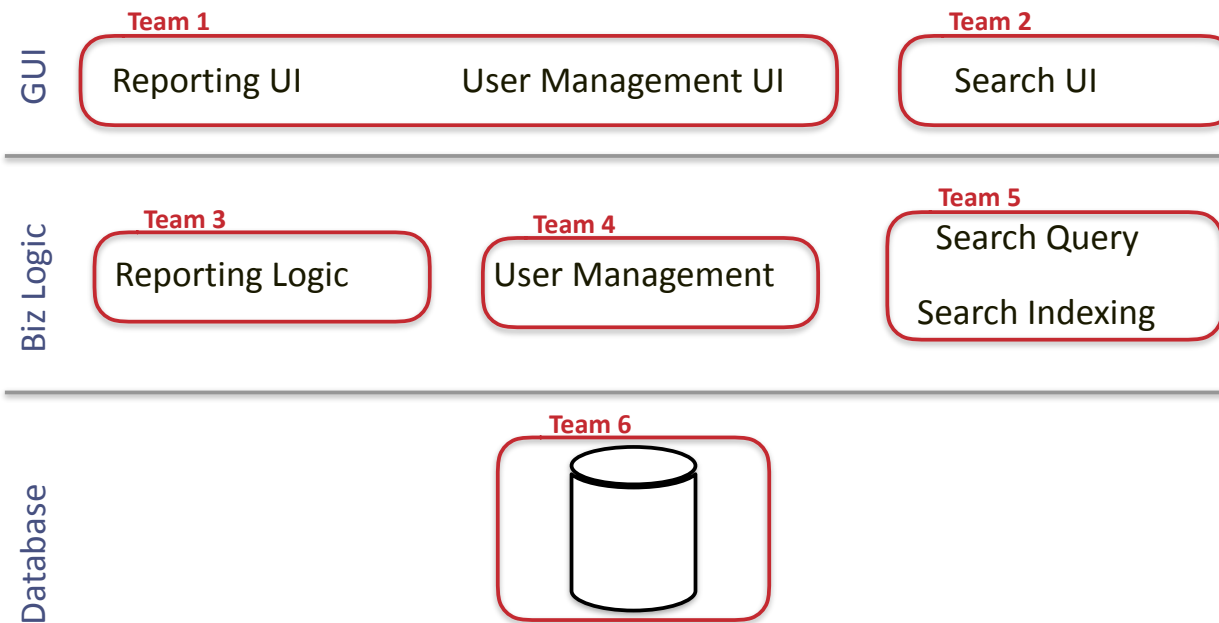 Team 1
Team 2
GUI
Reporting UI
User Management UI
Search UI
Team 3
Team 4
Team 5
Biz Logic
Reporting Logic
User Management
Search Query
Search Indexing
Team 6
Database